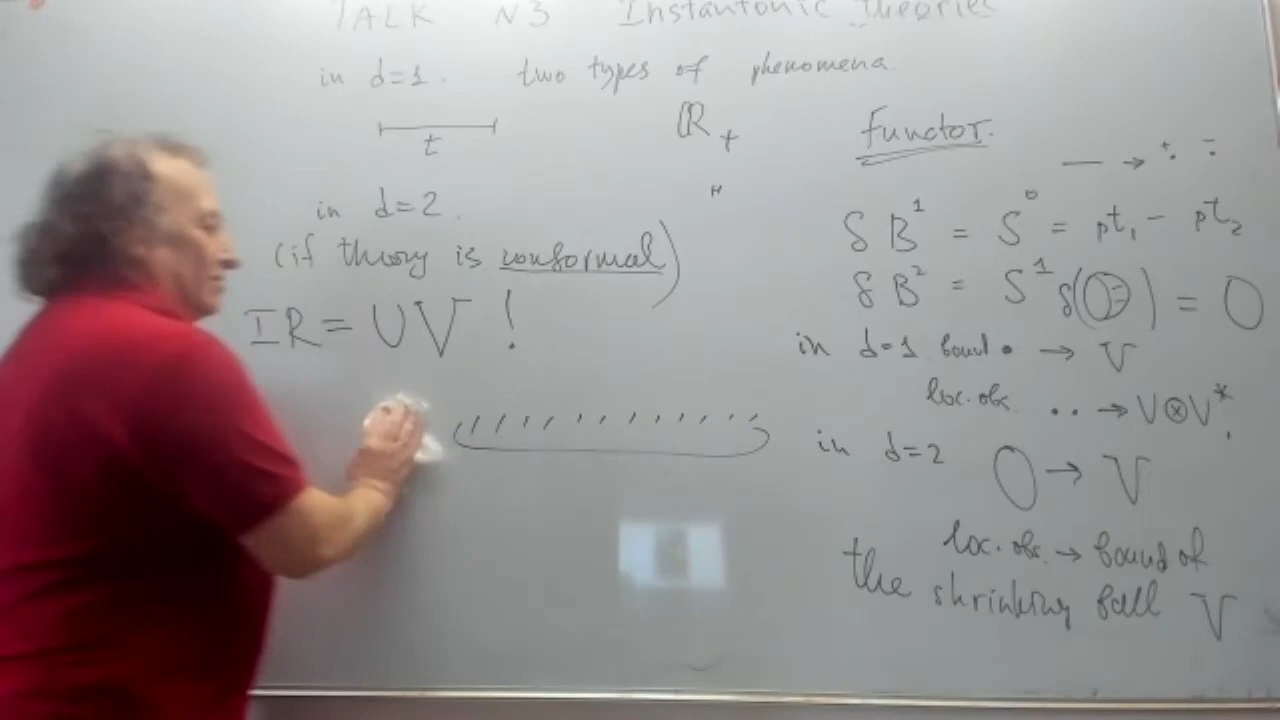 TALK N3 Instantonic Theories
in d=1. two types of phenomena
t
ℝ₊
in d=2.
(if theory is conformal)
IR = UV !
Functor.
δB¹ = S⁰ = pt₁ - pt₂
δB² = S¹ δ( ) = O
in d=1 bound • → V
loc. obs. • • → V⊗V*
in d=2 O → V
loc. obs. → bound of
the shrinking ball V